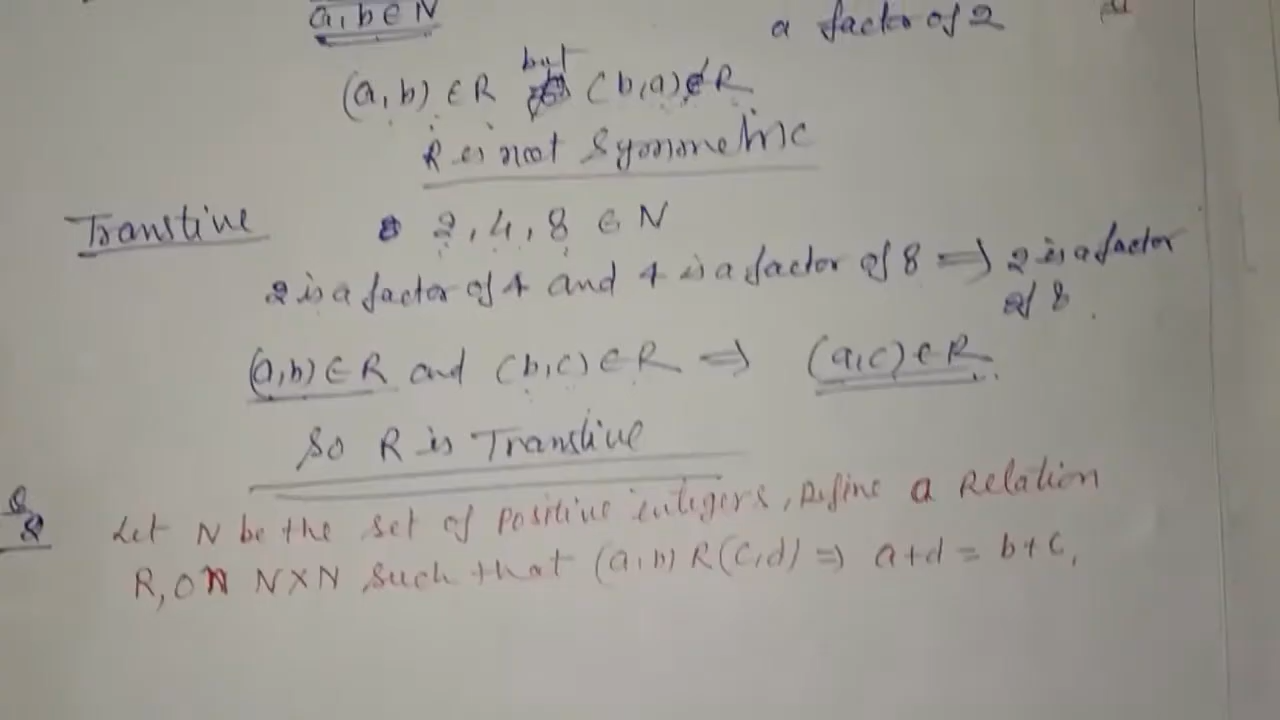 a, b ∈ N
a factor of 2
(a, b) ∈ R but (b, a) ∉ R
R is not Symmetric
Transtive 2, 4, 8 ∈ N
2 is a factor of 4 and 4 is a factor of 8 ⇒ 2 is a factor
of 8.
(a, b) ∈ R and (b, c) ∈ R ⇒ (a, c) ∈ R
So R is Transtive
Let N be the set of positive integers, Define a Relation
R, on N×N such that (a, b) R (c, d) ⇒ a+d = b+c,